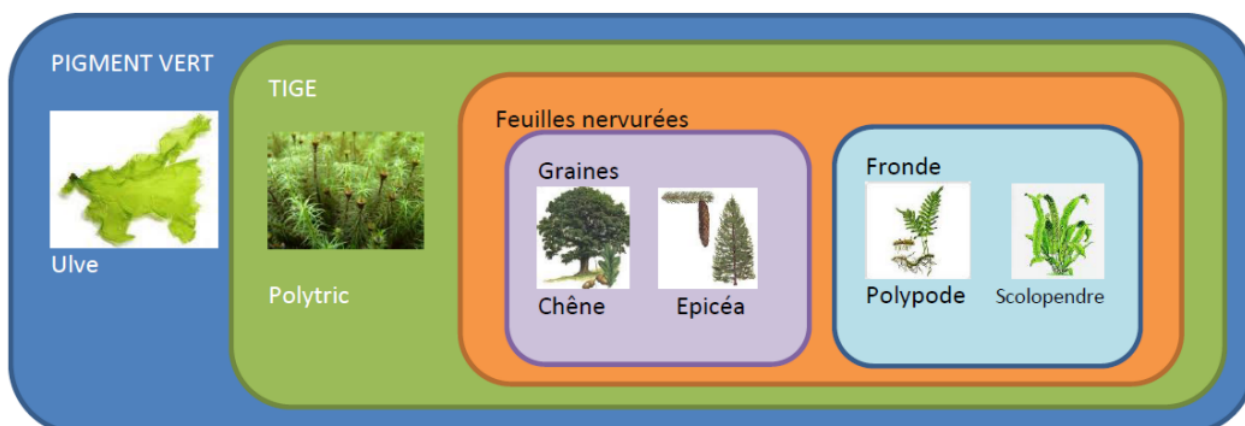 PIGMENT VERT
TIGE
Feuilles nervurées
Graines
Fronde
Ulve
Polytric
Chêne
Epicéa
Polypode
Scolopendre